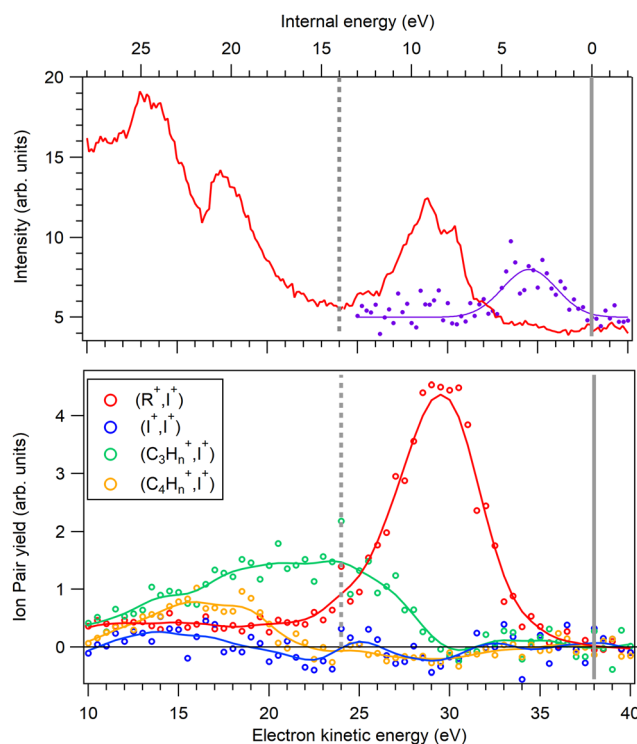 Internal energy (eV)
25 20 15 10 5 0
20
15
10
5
Intensity (arb. units)
(R⁺,I⁺)
(I⁺,I⁺)
(C₃Hₙ⁺,I⁺)
(C₄Hₙ⁺,I⁺)
4
3
2
1
0
Ion Pair yield (arb. units)
10 15 20 25 30 35 40
Electron kinetic energy (eV)